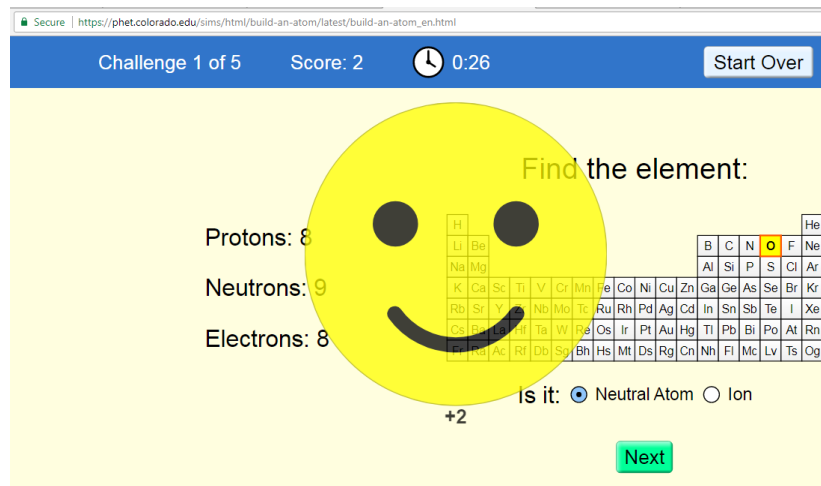 Secure | https://phet.colorado.edu/sims/html/build-an-atom/latest/build-an-atom_en.html
Challenge 1 of 5 Score: 2 0:26 Start Over
Find the element:
Protons: 8
Neutrons: 9
Electrons: 8
H He
Li Be B C N O F Ne
Na Mg Al Si P S Cl Ar
K Ca Sc Ti V Cr Mn Fe Co Ni Cu Zn Ga Ge As Se Br Kr
Rb Sr Y Zr Nb Mo Tc Ru Rh Pd Ag Cd In Sn Sb Te I Xe
Cs Ba La Hf Ta W Re Os Ir Pt Au Hg Tl Pb Bi Po At Rn
Fr Ra Ac Rf Db Sg Bh Hs Mt Ds Rg Cn Nh Fl Mc Lv Ts Og
Is it: Neutral Atom Ion
+2
Next